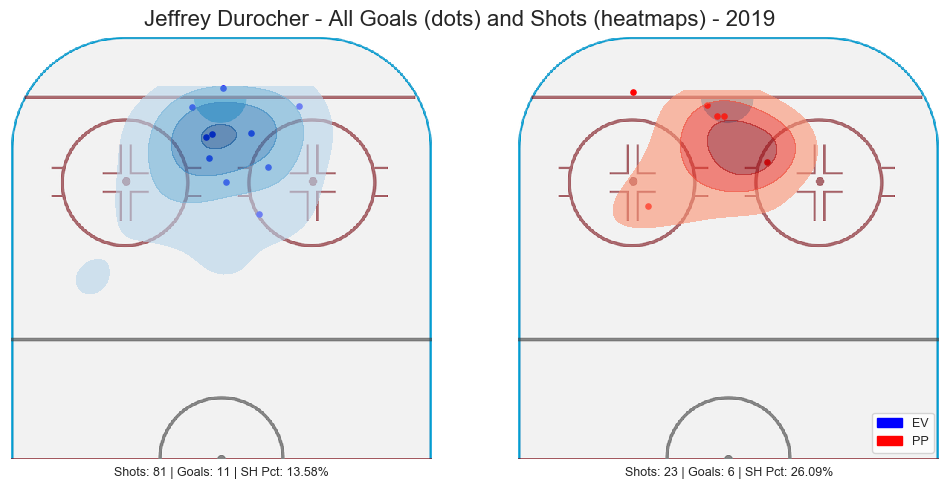 Jeffrey Durocher - All Goals (dots) and Shots (heatmaps) - 2019
EV
PP
Shots: 81 | Goals: 11 | SH Pct: 13.58%
Shots: 23 | Goals: 6 | SH Pct: 26.09%